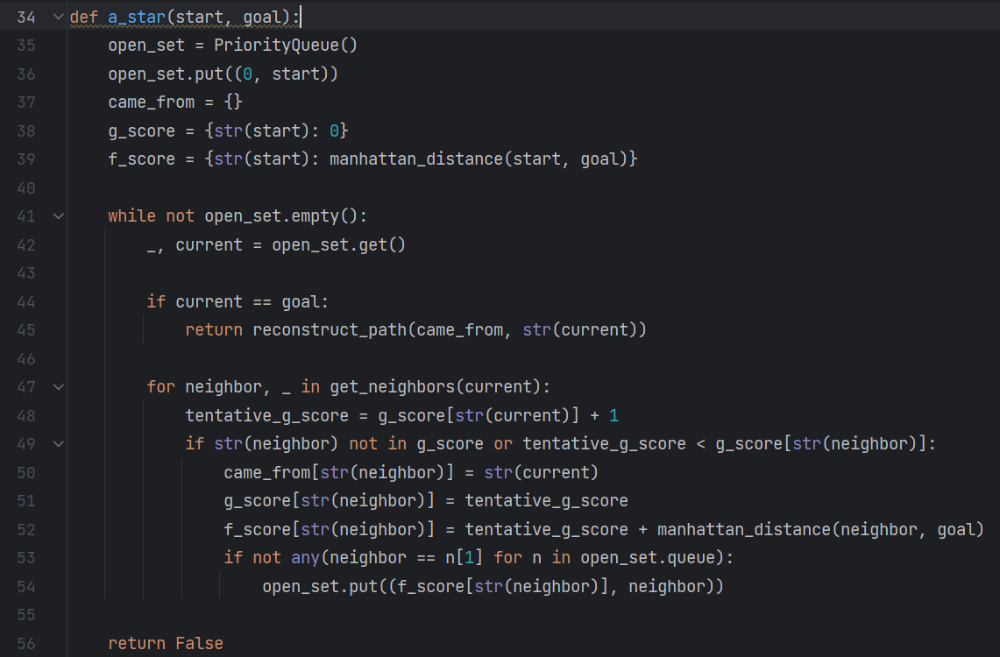 34 def a_star(start, goal):
35     open_set = PriorityQueue()
36     open_set.put((0, start))
37     came_from = {}
38     g_score = {str(start): 0}
39     f_score = {str(start): manhattan_distance(start, goal)}
40
41     while not open_set.empty():
42         _, current = open_set.get()
43
44         if current == goal:
45             return reconstruct_path(came_from, str(current))
46
47         for neighbor, _ in get_neighbors(current):
48             tentative_g_score = g_score[str(current)] + 1
49             if str(neighbor) not in g_score or tentative_g_score < g_score[str(neighbor)]:
50                 came_from[str(neighbor)] = str(current)
51                 g_score[str(neighbor)] = tentative_g_score
52                 f_score[str(neighbor)] = tentative_g_score + manhattan_distance(neighbor, goal)
53                 if not any(neighbor == n[1] for n in open_set.queue):
54                     open_set.put((f_score[str(neighbor)], neighbor))
55
56     return False